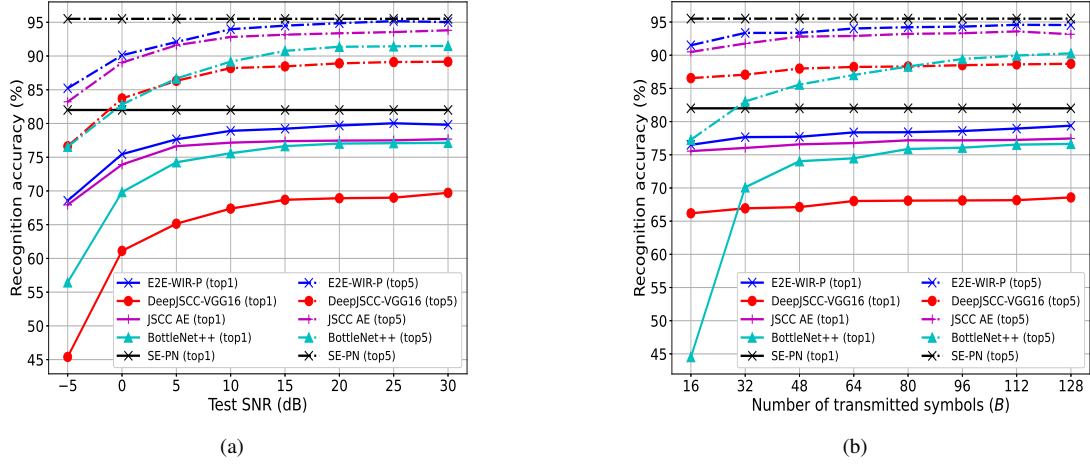 95
90
85
80
75
70
65
60
55
50
45
Recognition accuracy (%)
E2E-WIR-P (top1)
DeepJSCC-VGG16 (top1)
JSCC AE (top1)
BottleNet++ (top1)
SE-PN (top1)
E2E-WIR-P (top5)
DeepJSCC-VGG16 (top5)
JSCC AE (top5)
BottleNet++ (top5)
SE-PN (top5)
−5 0 5 10 15 20 25 30
Test SNR (dB)
(a)
95
90
85
80
75
70
65
60
55
50
45
Recognition accuracy (%)
E2E-WIR-P (top1)
DeepJSCC-VGG16 (top1)
JSCC AE (top1)
BottleNet++ (top1)
SE-PN (top1)
E2E-WIR-P (top5)
DeepJSCC-VGG16 (top5)
JSCC AE (top5)
BottleNet++ (top5)
SE-PN (top5)
16 32 48 64 80 96 112 128
Number of transmitted symbols (B)
(b)